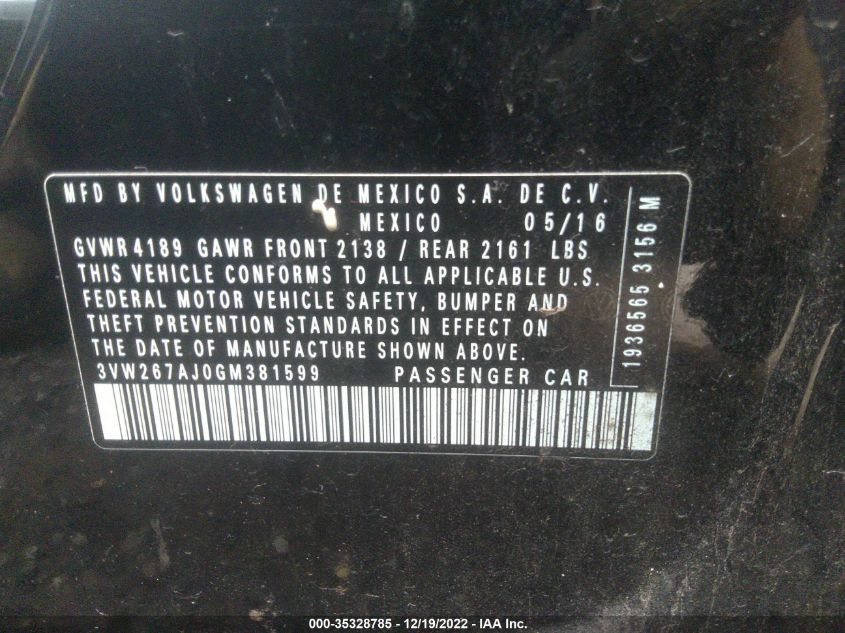 MFD BY VOLKSWAGEN DE MEXICO S.A. DE C.V.
MEXICO 05/16
GVWR 4189 GAWR FRONT 2138 / REAR 2161 LBS
THIS VEHICLE CONFORMS TO ALL APPLICABLE U.S.
FEDERAL MOTOR VEHICLE SAFETY, BUMPER AND
THEFT PREVENTION STANDARDS IN EFFECT ON
THE DATE OF MANUFACTURE SHOWN ABOVE.
3VW267AJ0GM381599 PASSENGER CAR
1936565 3156 M
000-35328785 - 12/19/2022 - IAA Inc.